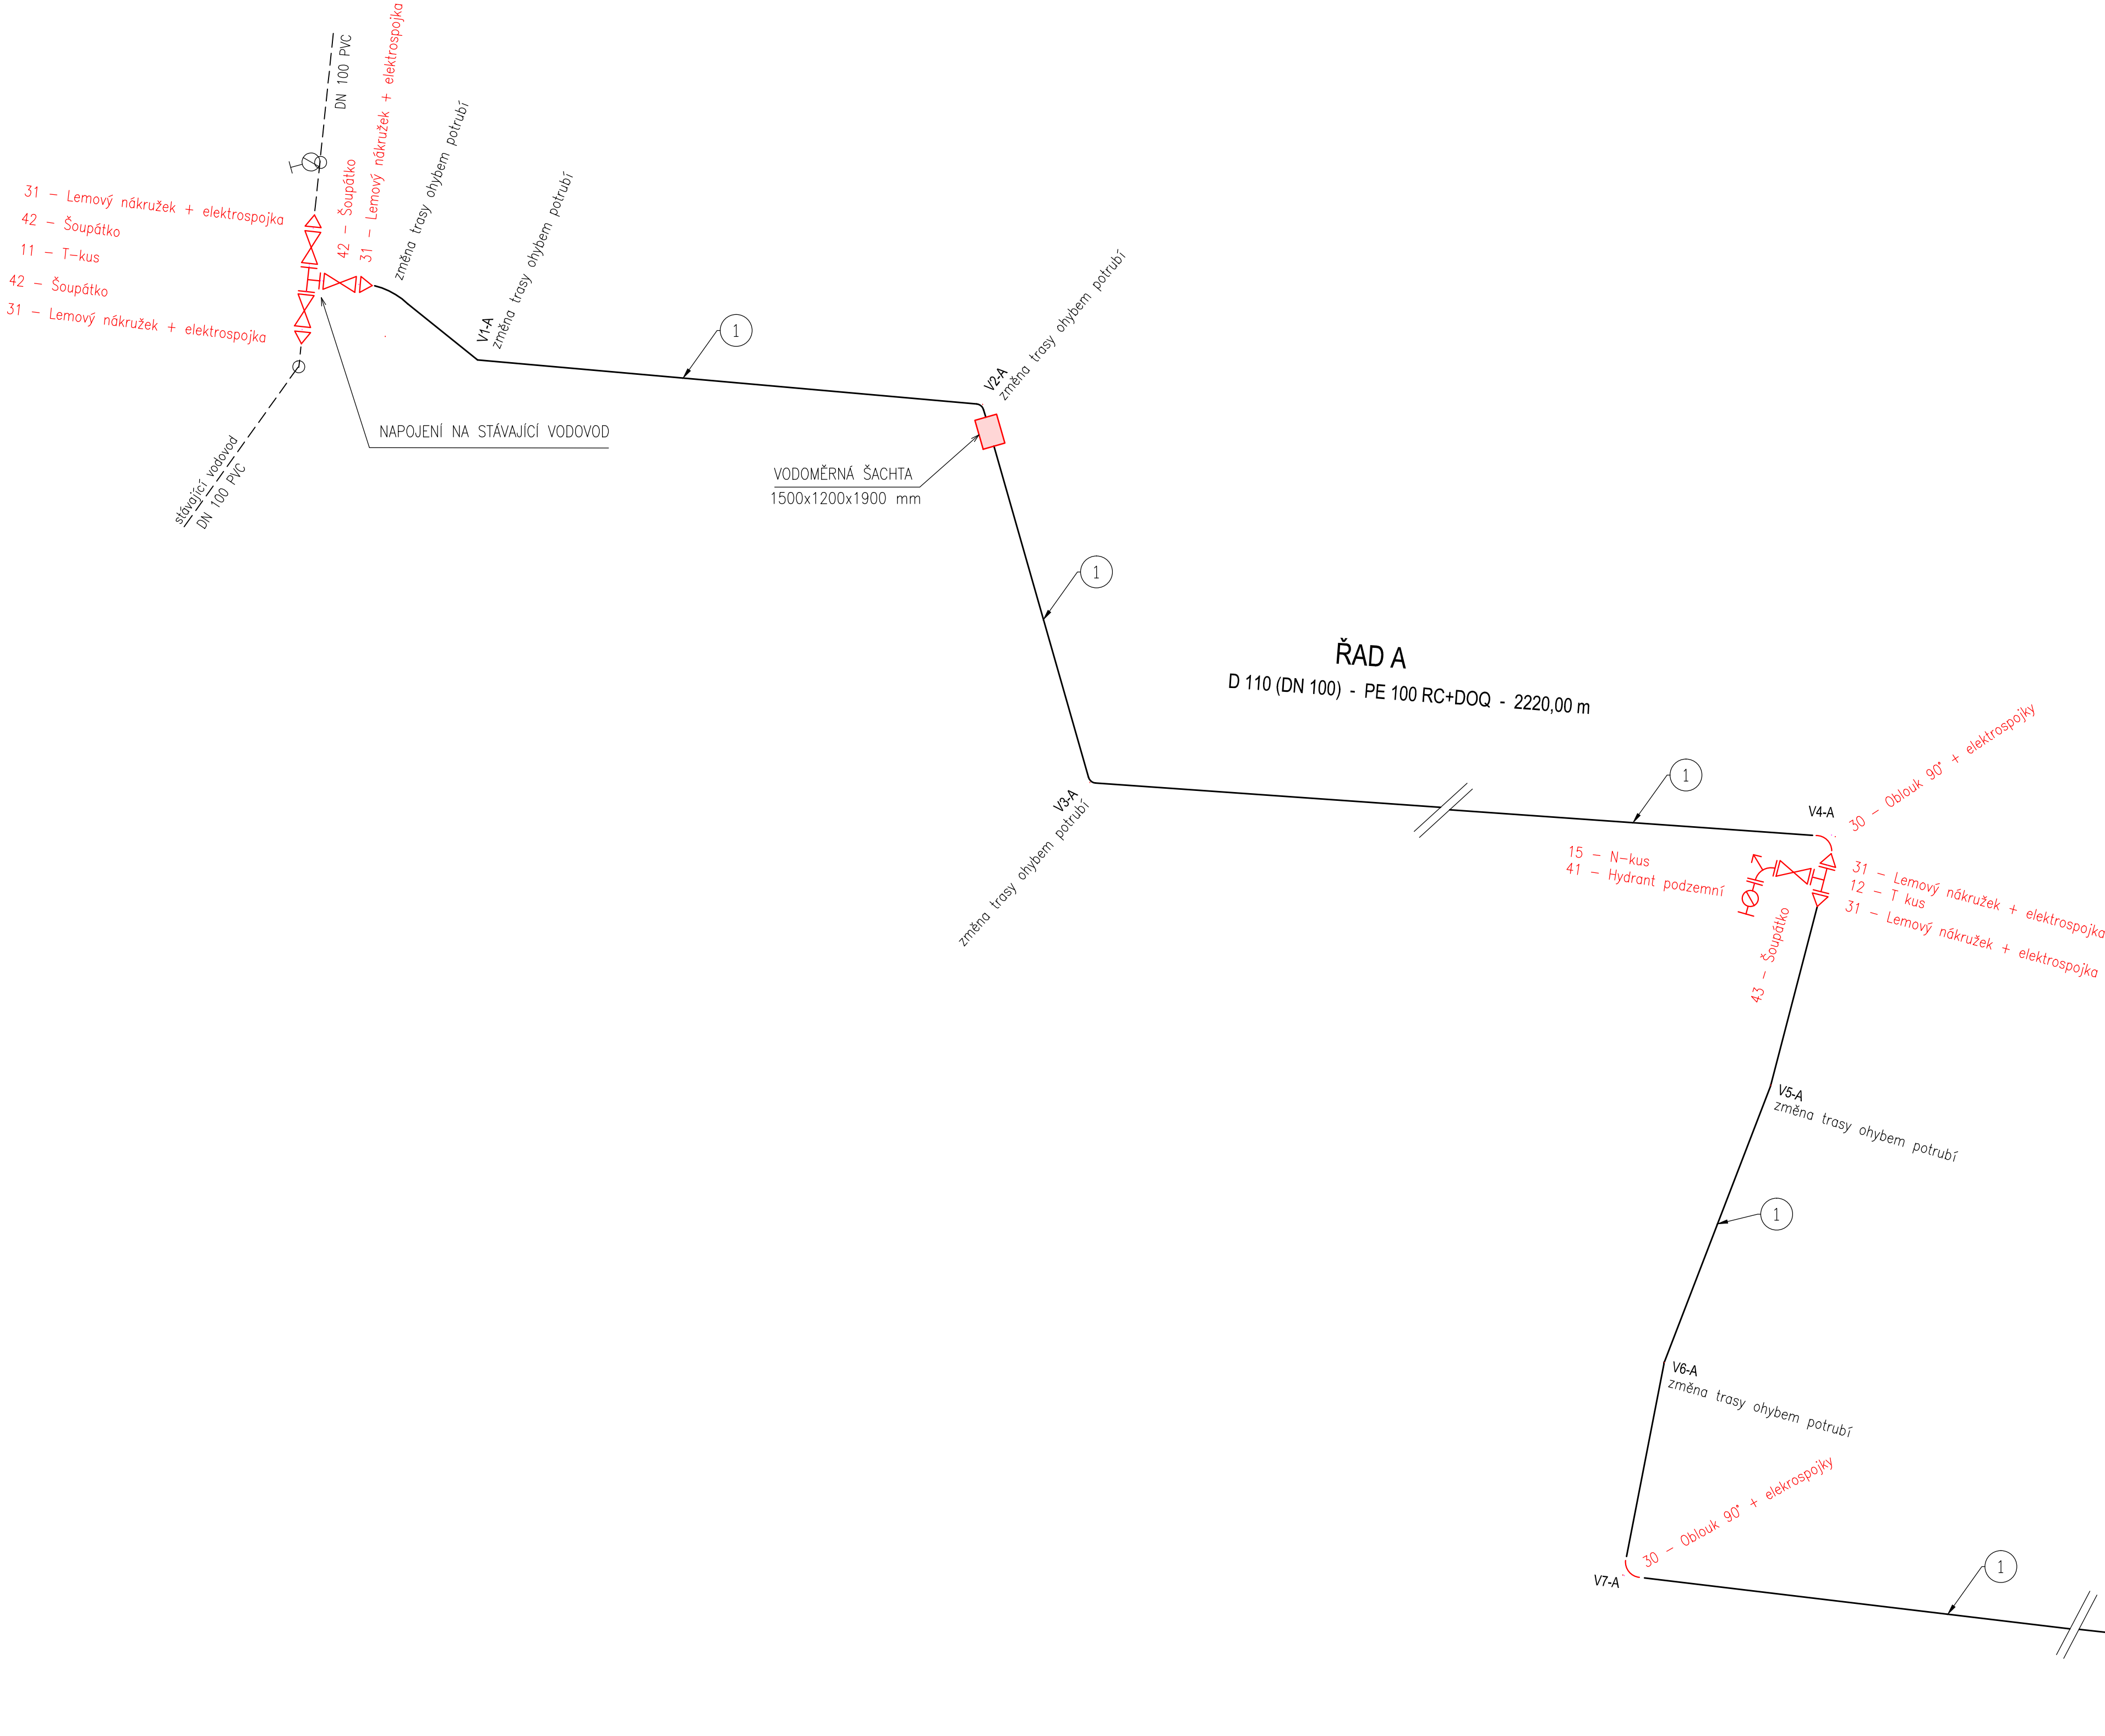 DN 100 PVC
31 – Lemový nákružek + elektrospojka
42 – Šoupátko
11 – T-kus
42 – Šoupátko
31 – Lemový nákružek + elektrospojka
42 – Šoupátko
31 – Lemový nákružek + elektrospojka
změna trasy ohybem potrubí
V1-A
změna trasy ohybem potrubí
1
NAPOJENÍ NA STÁVAJÍCÍ VODOVOD
stávající vodovod
DN 100 PVC
V2-A
změna trasy ohybem potrubí
VODOMĚRNÁ ŠACHTA
1500x1200x1900 mm
1
ŘAD A
D 110 (DN 100) - PE 100 RC+DOQ - 2220,00 m
V3-A
změna trasy ohybem potrubí
1
V4-A
30 – Oblouk 90° + elektrospojky
15 – N-kus
41 – Hydrant podzemní
31 – Lemový nákružek + elektrospojka
12 – T kus
31 – Lemový nákružek + elektrospojka
43 – Šoupátko
V5-A
změna trasy ohybem potrubí
1
V6-A
změna trasy ohybem potrubí
30 – Oblouk 90° + elekrospojky
V7-A
1